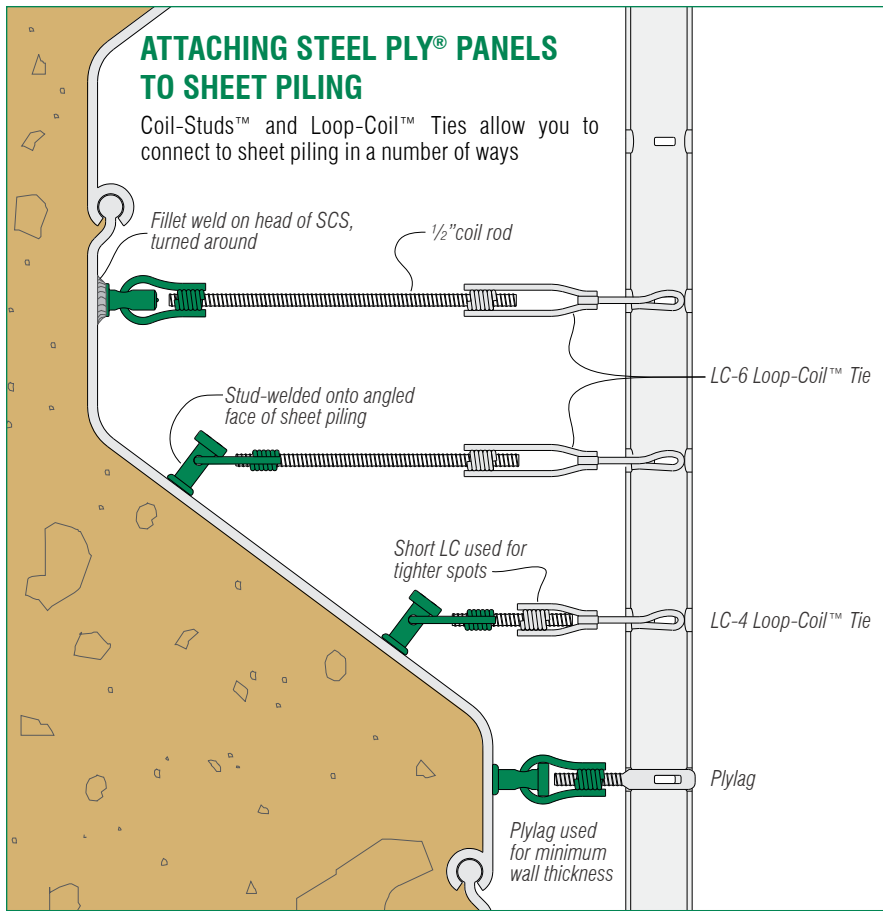 ATTACHING STEEL PLY® PANELS
TO SHEET PILING
Coil-Studs™ and Loop-Coil™ Ties allow you to
connect to sheet piling in a number of ways
Fillet weld on head of SCS,
turned around
½”coil rod
LC-6 Loop-Coil™ Tie
Stud-welded onto angled
face of sheet piling
Short LC used for
tighter spots
LC-4 Loop-Coil™ Tie
Plylag
Plylag used
for minimum
wall thickness